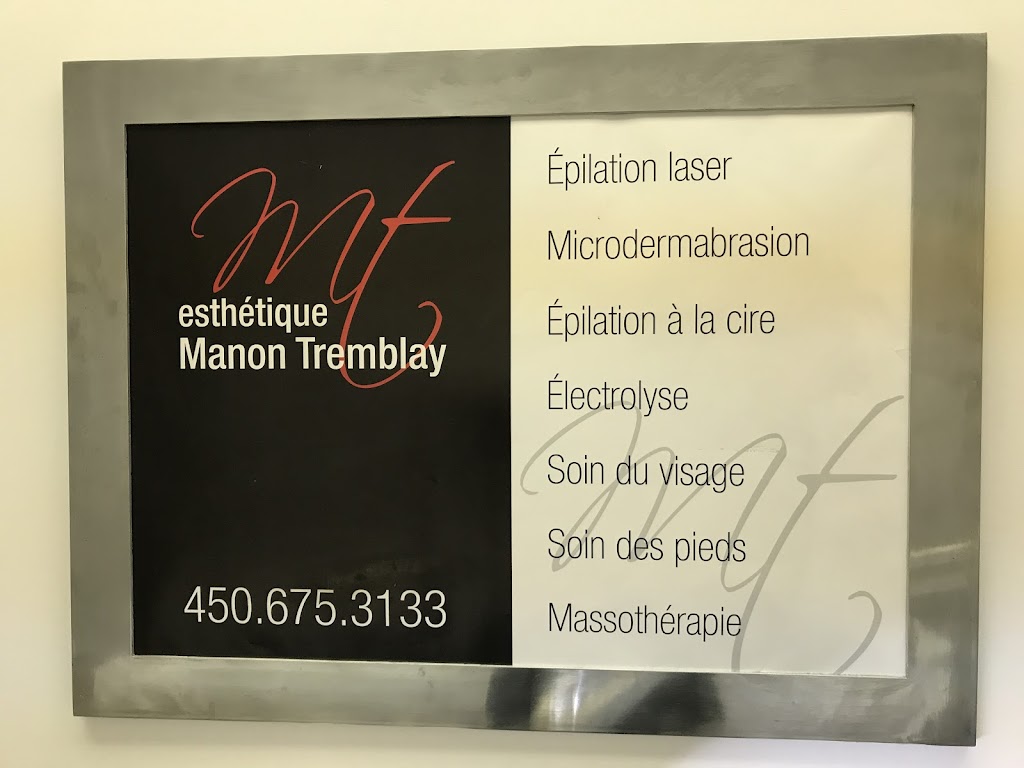 mt
esthétique
Manon Tremblay
450.675.3133
Épilation laser
Microdermabrasion
Épilation à la cire
Électrolyse
Soin du visage
Soin des pieds
Massothérapie
mt